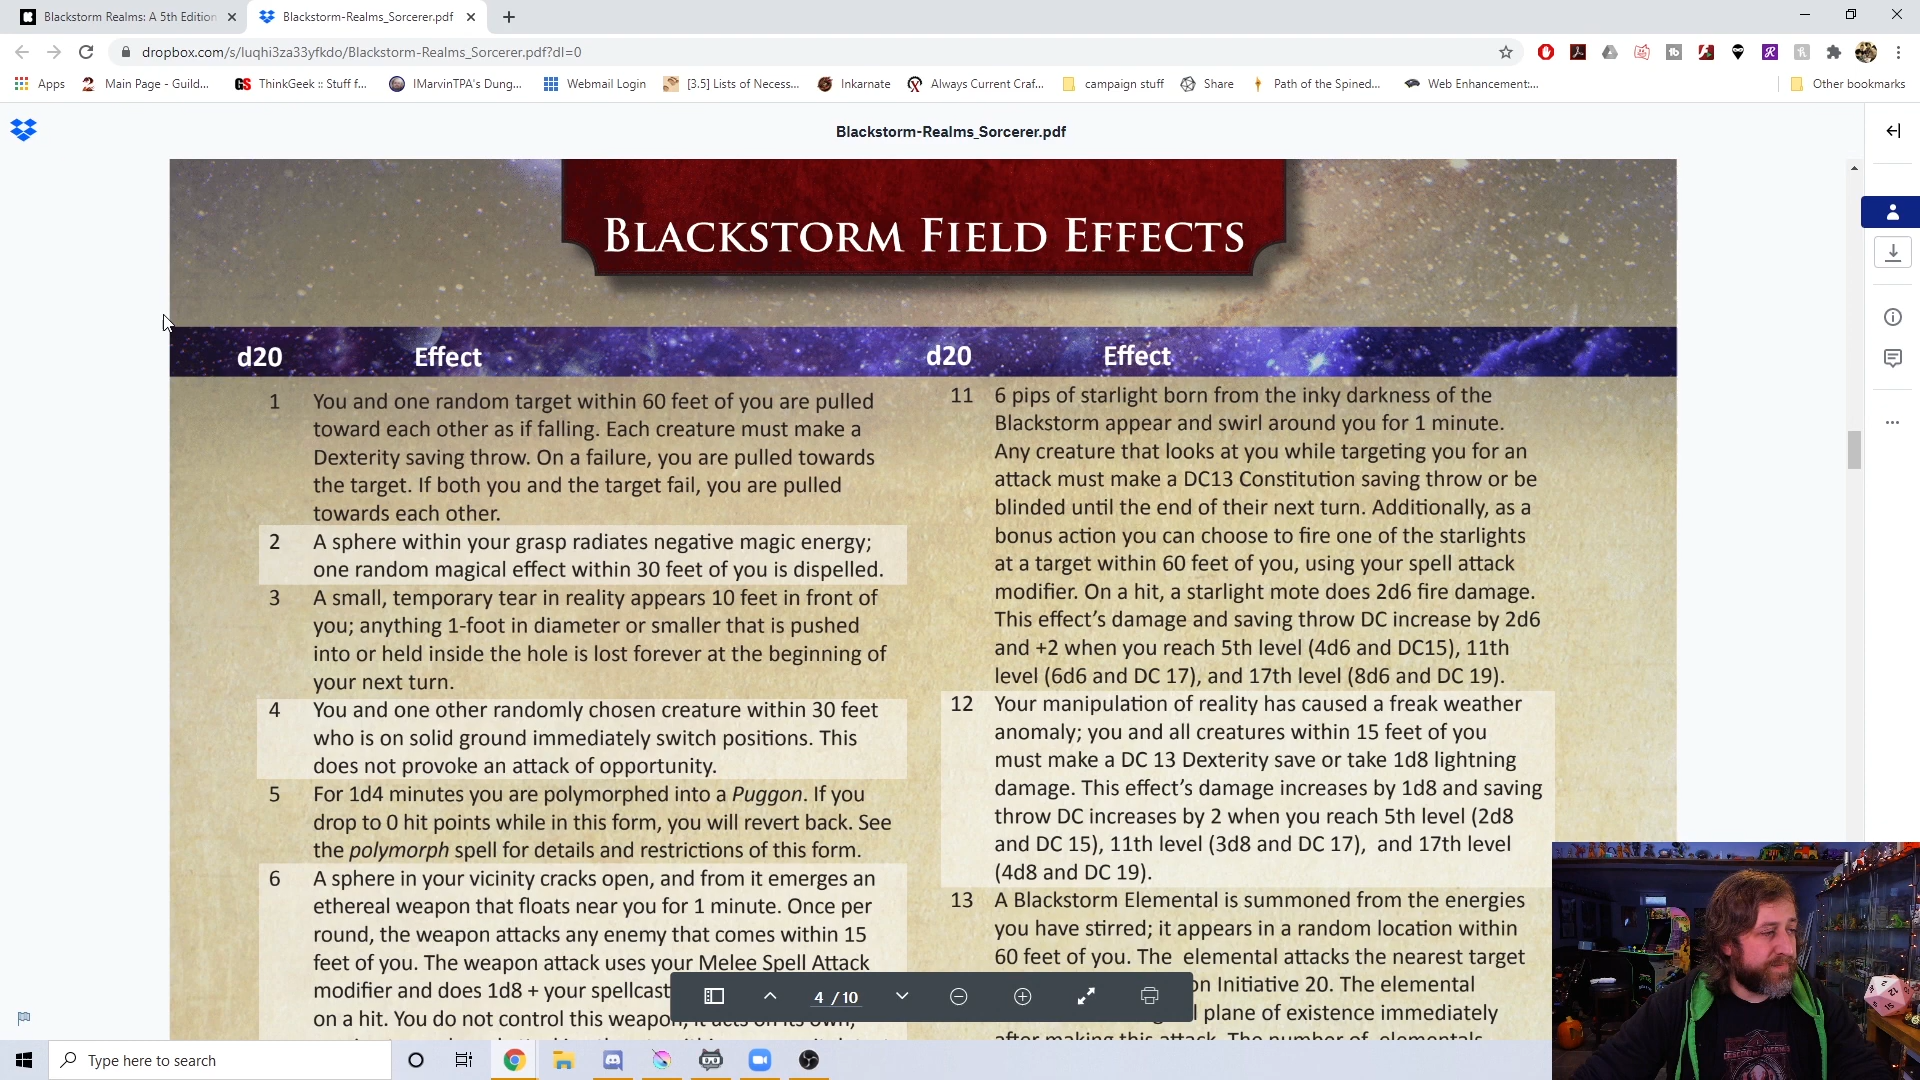 Blackstorm Realms: A 5th Edition
Blackstorm-Realms_Sorcerer.pdf
dropbox.com/s/luqhi3za33yfkdo/Blackstorm-Realms_Sorcerer.pdf?dl=0
Apps
Main Page - Guild...
GS
ThinkGeek :: Stuff f...
IMarvinTPA's Dung...
Webmail Login
[3.5] Lists of Necess...
Inkarnate
Always Current Craf...
campaign stuff
Share
Path of the Spined...
Web Enhancement:...
Other bookmarks
Blackstorm-Realms_Sorcerer.pdf
BLACKSTORM FIELD EFFECTS
d20 Effect
1 You and one random target within 60 feet of you are pulled
toward each other as if falling. Each creature must make a
Dexterity saving throw. On a failure, you are pulled towards
the target. If both you and the target fail, you are pulled
towards each other.
2 A sphere within your grasp radiates negative magic energy;
one random magical effect within 30 feet of you is dispelled.
3 A small, temporary tear in reality appears 10 feet in front of
you; anything 1-foot in diameter or smaller that is pushed
into or held inside the hole is lost forever at the beginning of
your next turn.
4 You and one other randomly chosen creature within 30 feet
who is on solid ground immediately switch positions. This
does not provoke an attack of opportunity.
5 For 1d4 minutes you are polymorphed into a Puggon. If you
drop to 0 hit points while in this form, you will revert back. See
the polymorph spell for details and restrictions of this form.
6 A sphere in your vicinity cracks open, and from it emerges an
ethereal weapon that floats near you for 1 minute. Once per
round, the weapon attacks any enemy that comes within 15
feet of you. The weapon attack uses your Melee Spell Attack
modifier and does 1d8 + your spellcast
on a hit. You do not control this weapon, it acts on its own,
d20 Effect
11 6 pips of starlight born from the inky darkness of the
Blackstorm appear and swirl around you for 1 minute.
Any creature that looks at you while targeting you for an
attack must make a DC13 Constitution saving throw or be
blinded until the end of their next turn. Additionally, as a
bonus action you can choose to fire one of the starlights
at a target within 60 feet of you, using your spell attack
modifier. On a hit, a starlight mote does 2d6 fire damage.
This effect's damage and saving throw DC increase by 2d6
and +2 when you reach 5th level (4d6 and DC15), 11th
level (6d6 and DC 17), and 17th level (8d6 and DC 19).
12 Your manipulation of reality has caused a freak weather
anomaly; you and all creatures within 15 feet of you
must make a DC 13 Dexterity save or take 1d8 lightning
damage. This effect's damage increases by 1d8 and saving
throw DC increases by 2 when you reach 5th level (2d8
and DC 15), 11th level (3d8 and DC 17), and 17th level
(4d8 and DC 19).
13 A Blackstorm Elemental is summoned from the energies
you have stirred; it appears in a random location within
60 feet of you. The elemental attacks the nearest target
on Initiative 20. The elemental
plane of existence immediately
after making this attack. The number of elementals
4 / 10
Type here to search